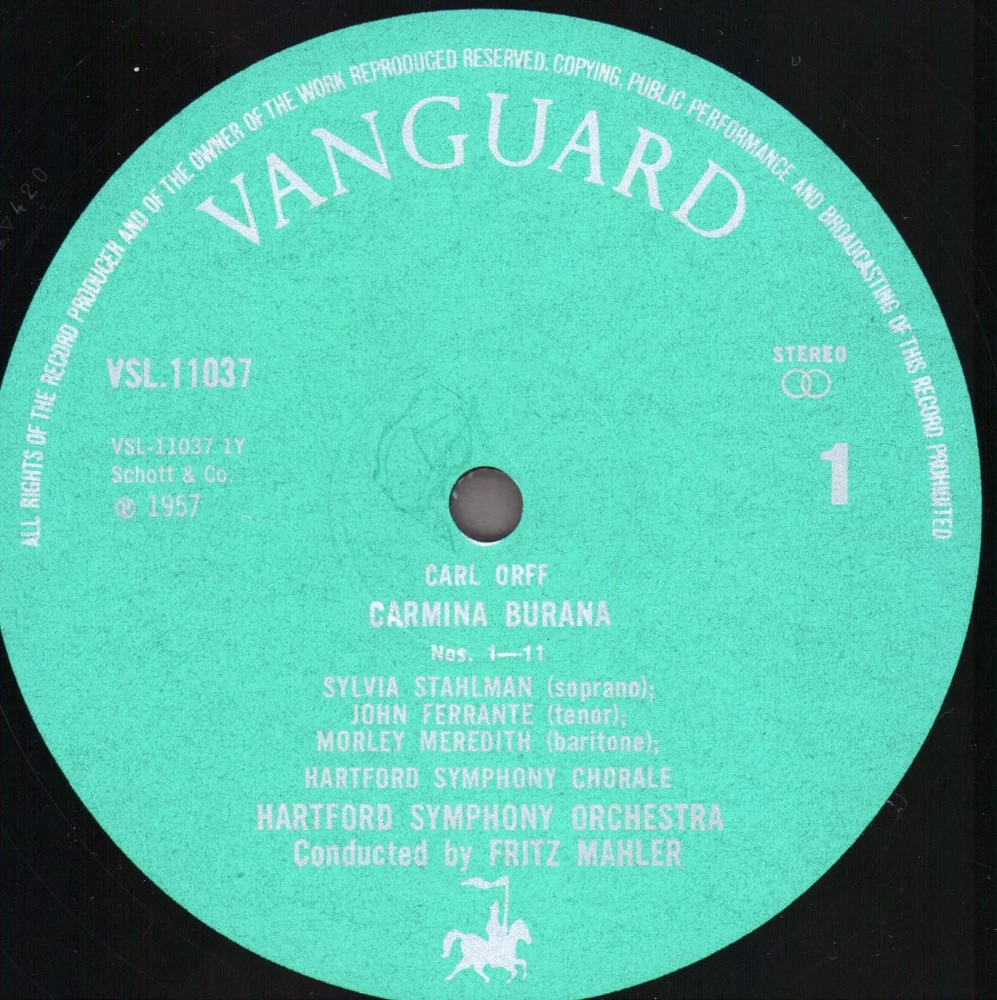 ALL RIGHTS OF THE RECORD PRODUCER AND OF THE OWNER OF THE WORK REPRODUCED RESERVED. COPYING, PUBLIC PERFORMANCE AND BROADCASTING OF THIS RECORD PROHIBITED
VANGUARD
VSL.11037
STEREO
VSL-11037 1Y
Schott & Co.
℗ 1957
1
CARL ORFF
CARMINA BURANA
Nos. 1—11
SYLVIA STAHLMAN (soprano);
JOHN FERRANTE (tenor);
MORLEY MEREDITH (baritone);
HARTFORD SYMPHONY CHORALE
HARTFORD SYMPHONY ORCHESTRA
Conducted by FRITZ MAHLER